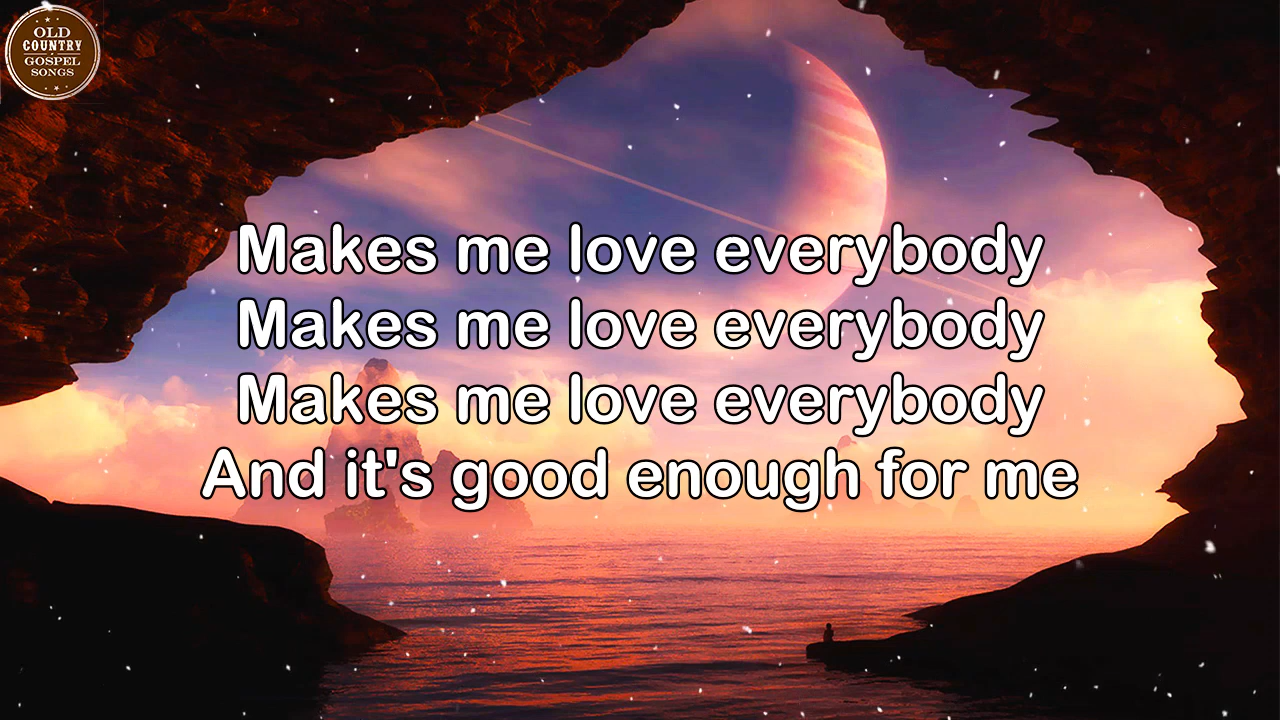 OLD
COUNTRY
GOSPEL
SONGS
Makes me love everybody
Makes me love everybody
Makes me love everybody
And it's good enough for me